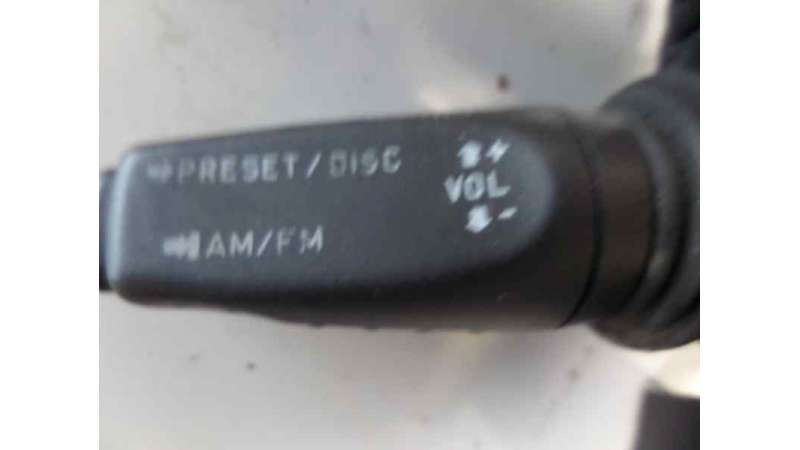 PRESET/DISC
AM/FM
+
VOL
-